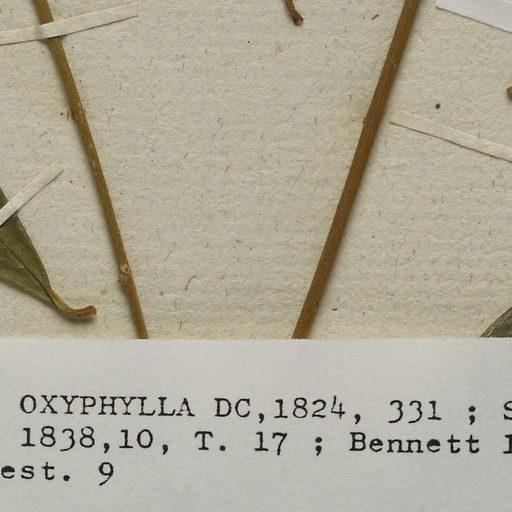 OXYPHYLLA DC,1824, 331 ; S
1838,10, T. 17 ; Bennett
est. 9